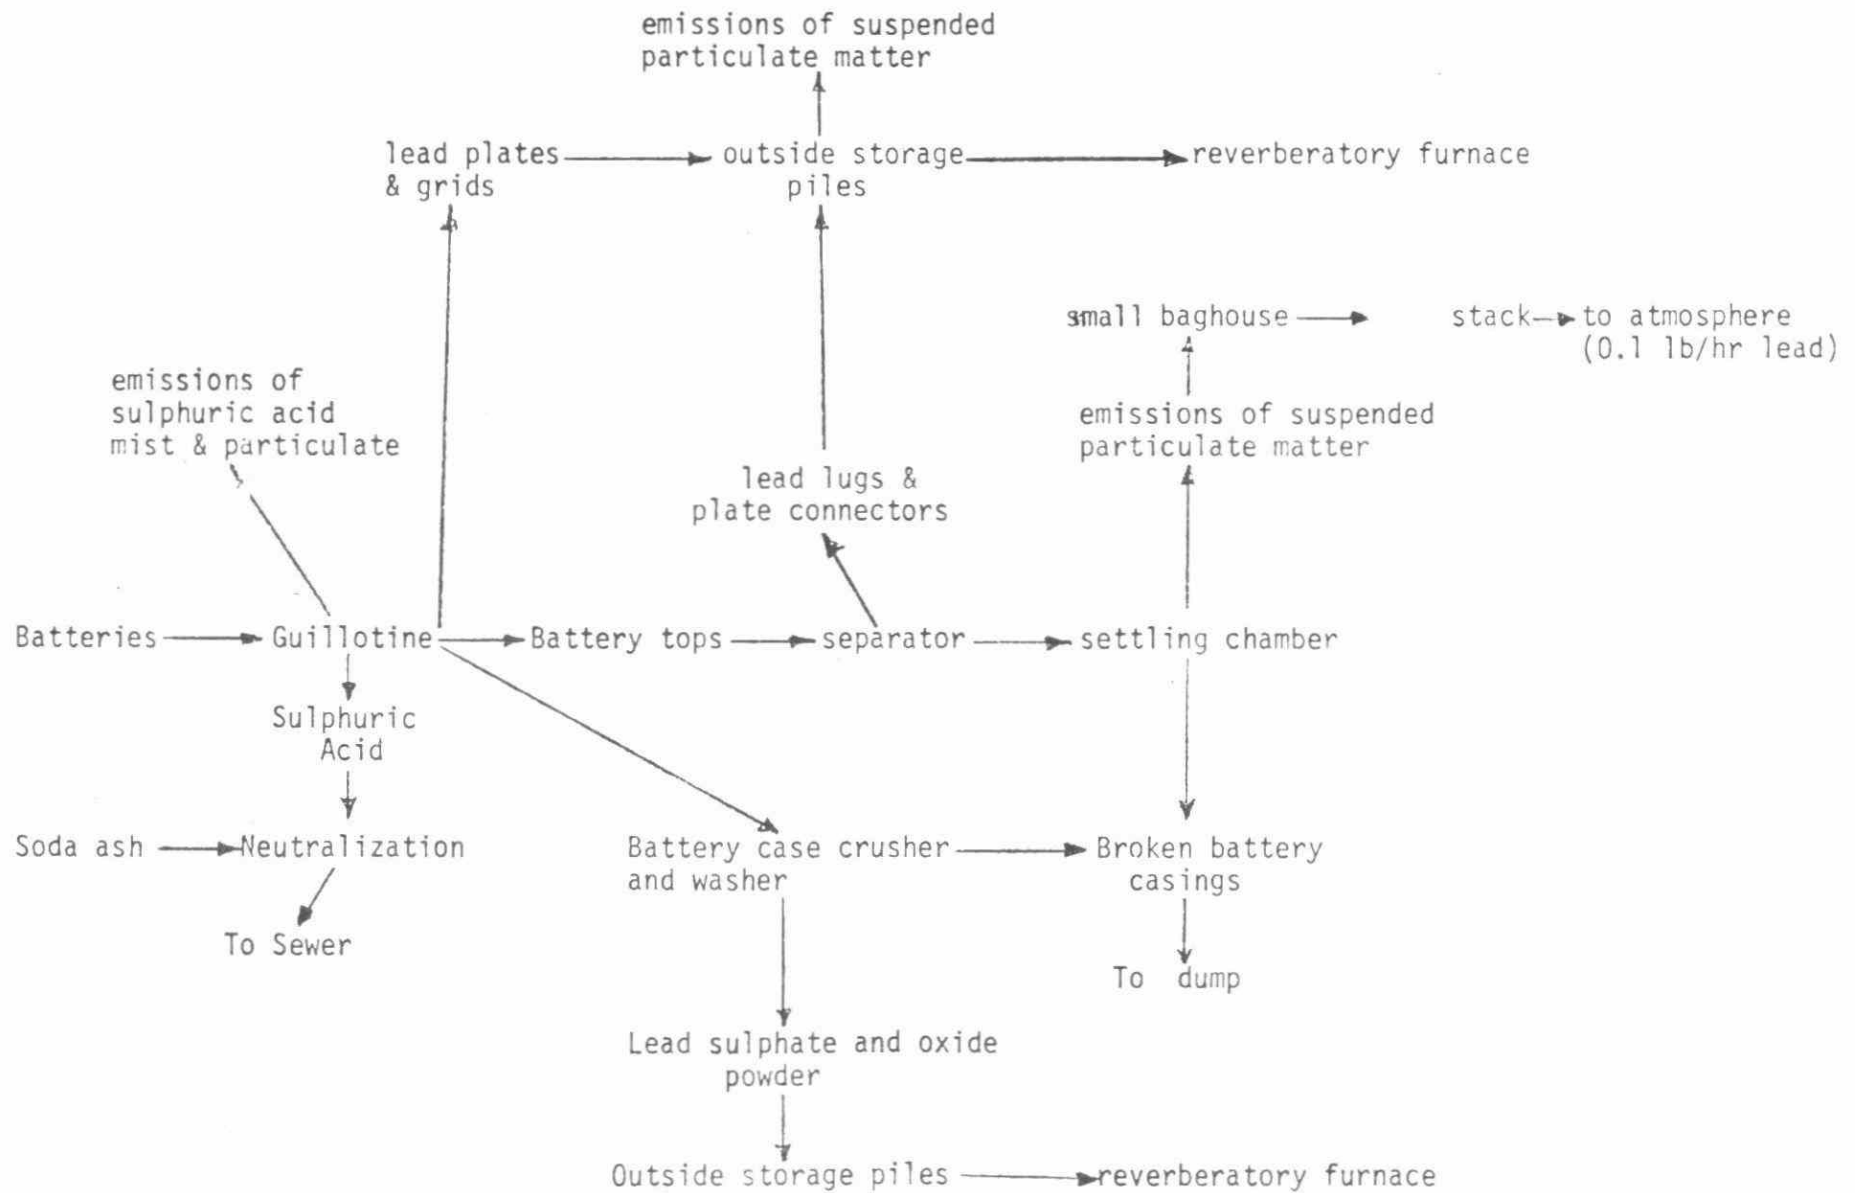 emissions of suspended
particulate matter
lead plates
& grids
outside storage
piles
reverberatory furnace
small baghouse
stack
to atmosphere
(0.1 lb/hr lead)
emissions of
sulphuric acid
mist & particulate
emissions of suspended
particulate matter
lead lugs &
plate connectors
Batteries
Guillotine
Battery tops
separator
settling chamber
Sulphuric
Acid
Soda ash
Neutralization
Battery case crusher
and washer
Broken battery
casings
To Sewer
To dump
Lead sulphate and oxide
powder
Outside storage piles
reverberatory furnace